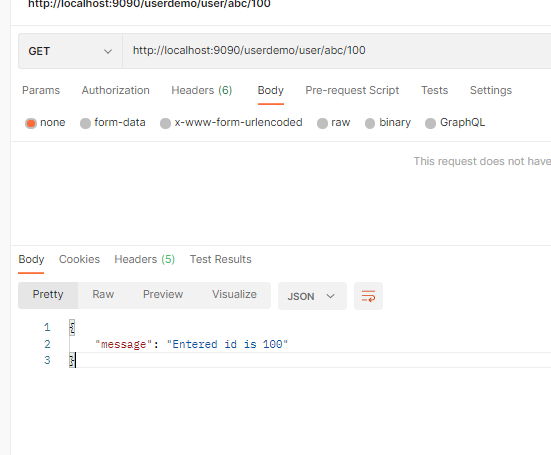 http://localhost:9090/userdemo/user/abc/100
GET http://localhost:9090/userdemo/user/abc/100
Params Authorization Headers (6) Body Pre-request Script Tests Settings
none form-data x-www-form-urlencoded raw binary GraphQL
This request does not have
Body Cookies Headers (5) Test Results
Pretty Raw Preview Visualize JSON
1 {
2 "message": "Entered id is 100"
3 }